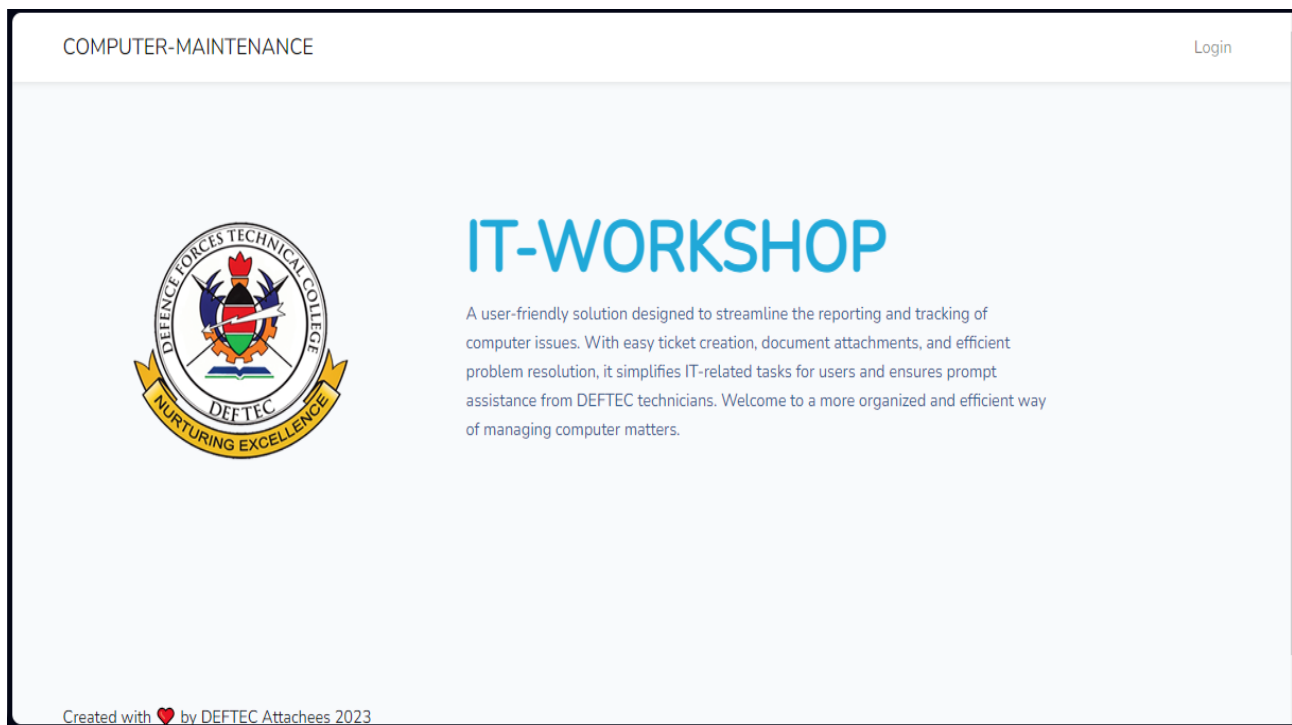 COMPUTER-MAINTENANCE
Login
DEFENCE FORCES TECHNICAL COLLEGE
DEFTEC
NURTURING EXCELLENCE
IT-WORKSHOP
A user-friendly solution designed to streamline the reporting and tracking of
computer issues. With easy ticket creation, document attachments, and efficient
problem resolution, it simplifies IT-related tasks for users and ensures prompt
assistance from DEFTEC technicians. Welcome to a more organized and efficient way
of managing computer matters.
Created with ❤️ by DEFTEC Attachees 2023